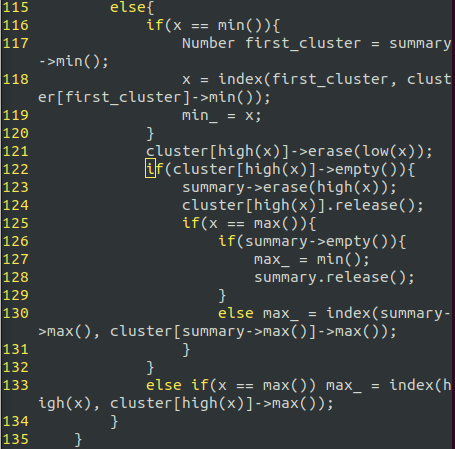 115         else{
116             if(x == min()){
117                 Number first_cluster = summary
->min();
118                 x = index(first_cluster, clust
er[first_cluster]->min());
119                 min_ = x;
120             }
121             cluster[high(x)]->erase(low(x));
122             if(cluster[high(x)]->empty()){
123                 summary->erase(high(x));
124                 cluster[high(x)].release();
125                 if(x == max()){
126                     if(summary->empty()){
127                         max_ = min();
128                         summary.release();
129                     }
130                     else max_ = index(summary-
>max(), cluster[summary->max()]->max());
131                 }
132             }
133             else if(x == max()) max_ = index(h
igh(x), cluster[high(x)]->max());
134         }
135     }